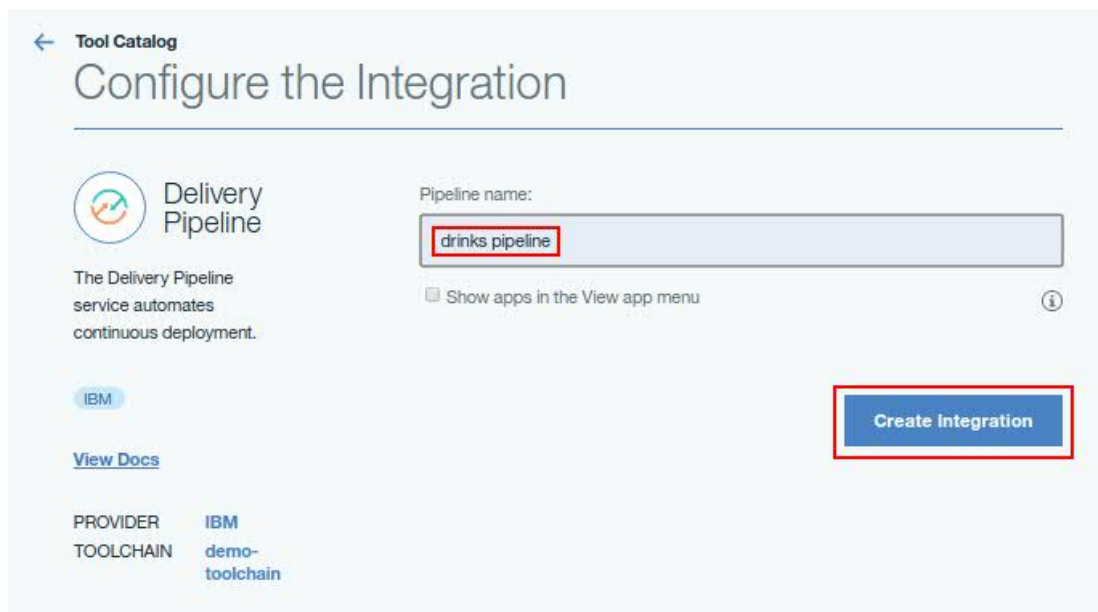 Tool Catalog
Configure the Integration
Delivery
Pipeline
The Delivery Pipeline
service automates
continuous deployment.
IBM
View Docs
PROVIDER IBM
TOOLCHAIN demo-
toolchain
Pipeline name:
drinks pipeline
Show apps in the View app menu
Create Integration